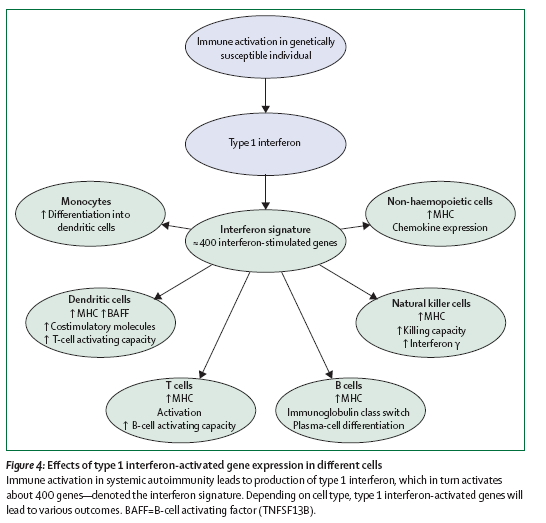 Immune activation in genetically
susceptible individual
Type 1 interferon
Monocytes
↑Differentiation into
dendritic cells
Interferon signature
≈400 interferon-stimulated genes
Non-haemopoietic cells
↑MHC
Chemokine expression
Dendritic cells
↑MHC ↑BAFF
↑Costimulatory molecules
↑ T-cell activating capacity
Natural killer cells
↑MHC
↑Killing capacity
↑Interferon γ
T cells
↑MHC
Activation
↑ B-cell activating capacity
B cells
↑MHC
Immunoglobulin class switch
Plasma-cell differentiation
Figure 4: Effects of type 1 interferon-activated gene expression in different cells
Immune activation in systemic autoimmunity leads to production of type 1 interferon, which in turn activates
about 400 genes—denoted the interferon signature. Depending on cell type, type 1 interferon-activated genes will
lead to various outcomes. BAFF=B-cell activating factor (TNFSF13B).